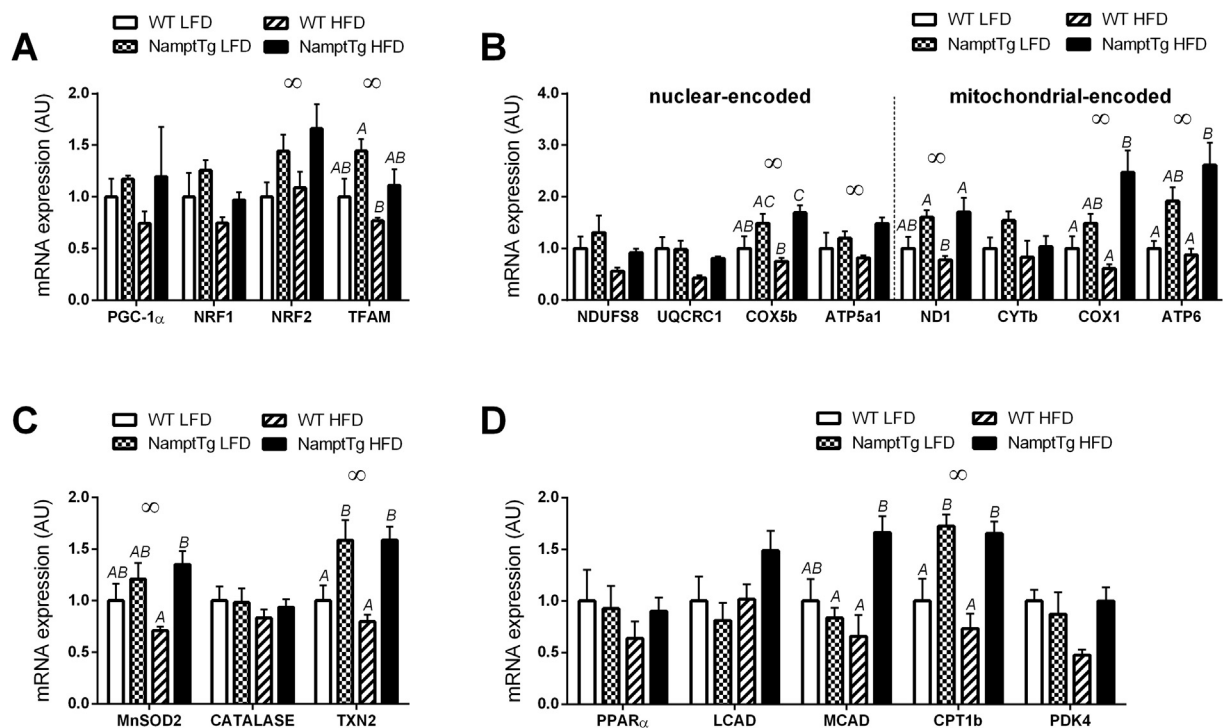 A
WT LFD WT HFD
NamptTg LFD NamptTg HFD
mRNA expression (AU)
2.0
1.5
1.0
0.5
0.0
∞ ∞
A
AB AB
B
PGC-1α NRF1 NRF2 TFAM
B
WT LFD WT HFD
NamptTg LFD NamptTg HFD
mRNA expression (AU)
4.0
3.0
2.0
1.0
0.0
nuclear-encoded mitochondrial-encoded
∞ ∞ ∞ ∞ ∞
AB AC B C
AB A B A
A AB A B
A AB A B
NDUFS8 UQCRC1 COX5b ATP5a1 ND1 CYTb COX1 ATP6
C
WT LFD WT HFD
NamptTg LFD NamptTg HFD
mRNA expression (AU)
2.0
1.5
1.0
0.5
0.0
∞ ∞
AB AB A B
A B A B
MnSOD2 CATALASE TXN2
D
WT LFD WT HFD
NamptTg LFD NamptTg HFD
mRNA expression (AU)
2.0
1.5
1.0
0.5
0.0
∞
AB A A B
A B A B
PPARα LCAD MCAD CPT1b PDK4